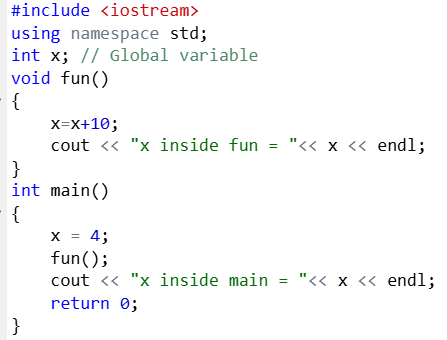 #include <iostream>
using namespace std;
int x; // Global variable
void fun()
{
    x=x+10;
    cout << "x inside fun = "<< x << endl;
}
int main()
{
    x = 4;
    fun();
    cout << "x inside main = "<< x << endl;
    return 0;
}